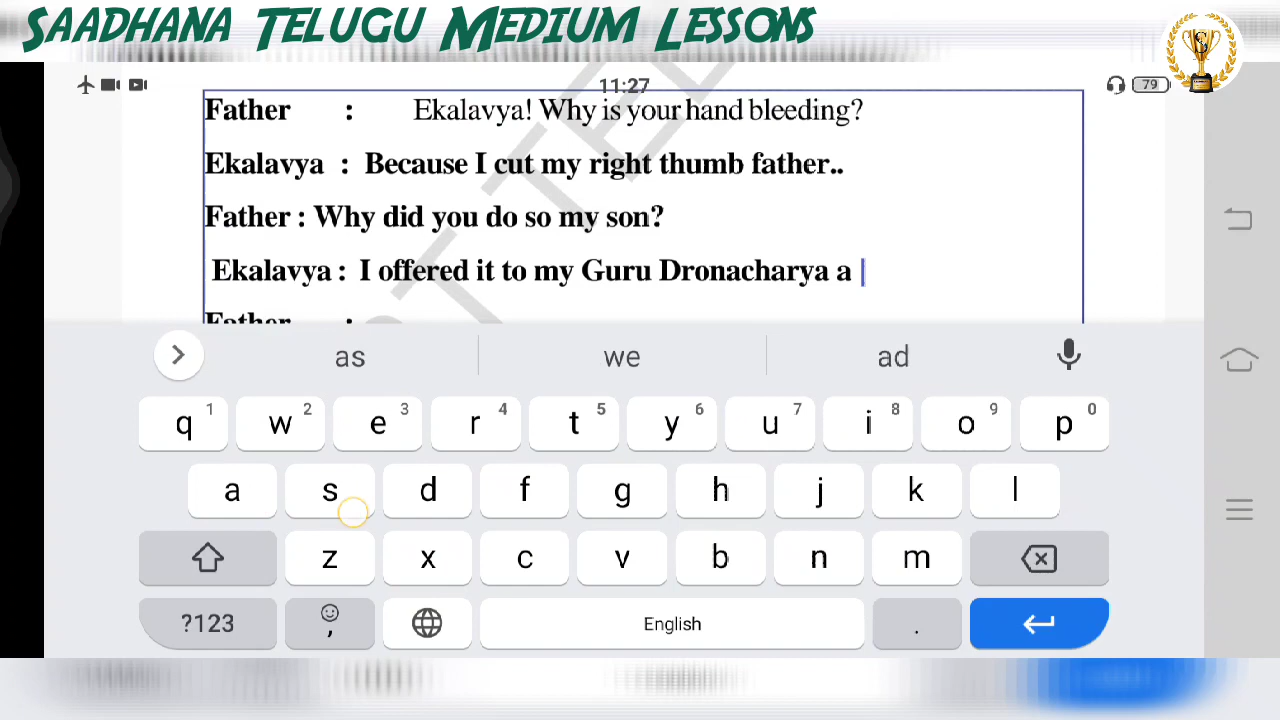 SAADHANA TELUGU MEDIUM LESSONS
11:27
79
Father : Ekalavya! Why is your hand bleeding?
Ekalavya : Because I cut my right thumb father..
Father : Why did you do so my son?
Ekalavya : I offered it to my Guru Dronacharya a
Father :
as we ad
q 1 w 2 e 3 r 4 t 5 y 6 u 7 i 8 o 9 p 0
a s d f g h j k l
z x c v b n m
?123 , English .